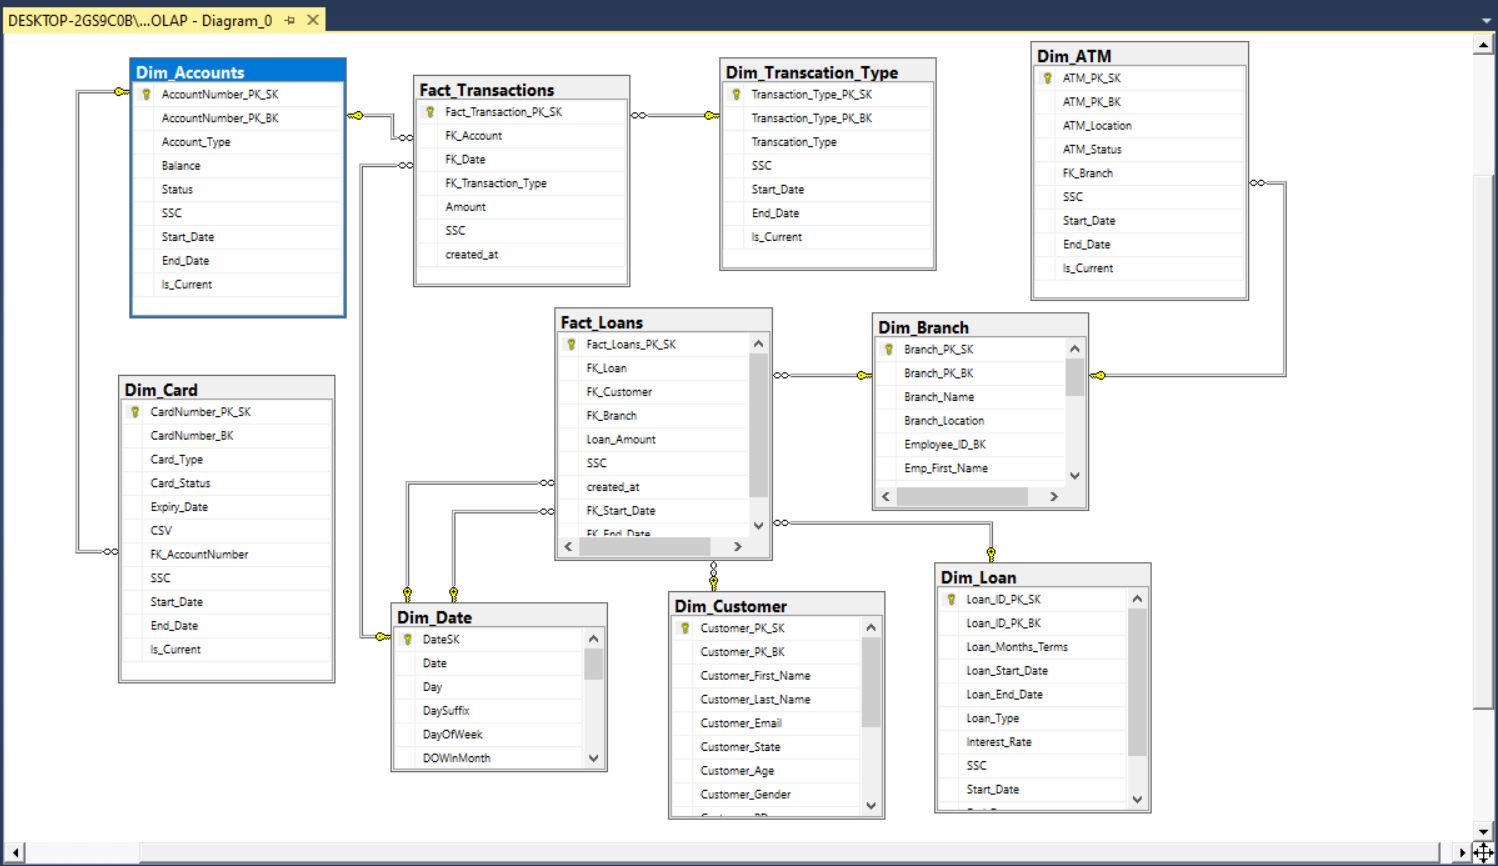 DESKTOP-2GS9C0B\...OLAP - Diagram_0
Dim_Accounts
AccountNumber_PK_SK
AccountNumber_PK_BK
Account_Type
Balance
Status
SSC
Start_Date
End_Date
Is_Current
Fact_Transactions
Fact_Transaction_PK_SK
FK_Account
FK_Date
FK_Transaction_Type
Amount
SSC
created_at
Dim_Transcation_Type
Transaction_Type_PK_SK
Transaction_Type_PK_BK
Transcation_Type
SSC
Start_Date
End_Date
Is_Current
Dim_ATM
ATM_PK_SK
ATM_PK_BK
ATM_Location
ATM_Status
FK_Branch
SSC
Start_Date
End_Date
Is_Current
Fact_Loans
Fact_Loans_PK_SK
FK_Loan
FK_Customer
FK_Branch
Loan_Amount
SSC
created_at
FK_Start_Date
FK_End_Date
Dim_Branch
Branch_PK_SK
Branch_PK_BK
Branch_Name
Branch_Location
Employee_ID_BK
Emp_First_Name
Dim_Card
CardNumber_PK_SK
CardNumber_BK
Card_Type
Card_Status
Expiry_Date
CSV
FK_AccountNumber
SSC
Start_Date
End_Date
Is_Current
Dim_Date
DateSK
Date
Day
DaySuffix
DayOfWeek
DOWInMonth
Dim_Customer
Customer_PK_SK
Customer_PK_BK
Customer_First_Name
Customer_Last_Name
Customer_Email
Customer_State
Customer_Age
Customer_Gender
Dim_Loan
Loan_ID_PK_SK
Loan_ID_PK_BK
Loan_Months_Terms
Loan_Start_Date
Loan_End_Date
Loan_Type
Interest_Rate
SSC
Start_Date